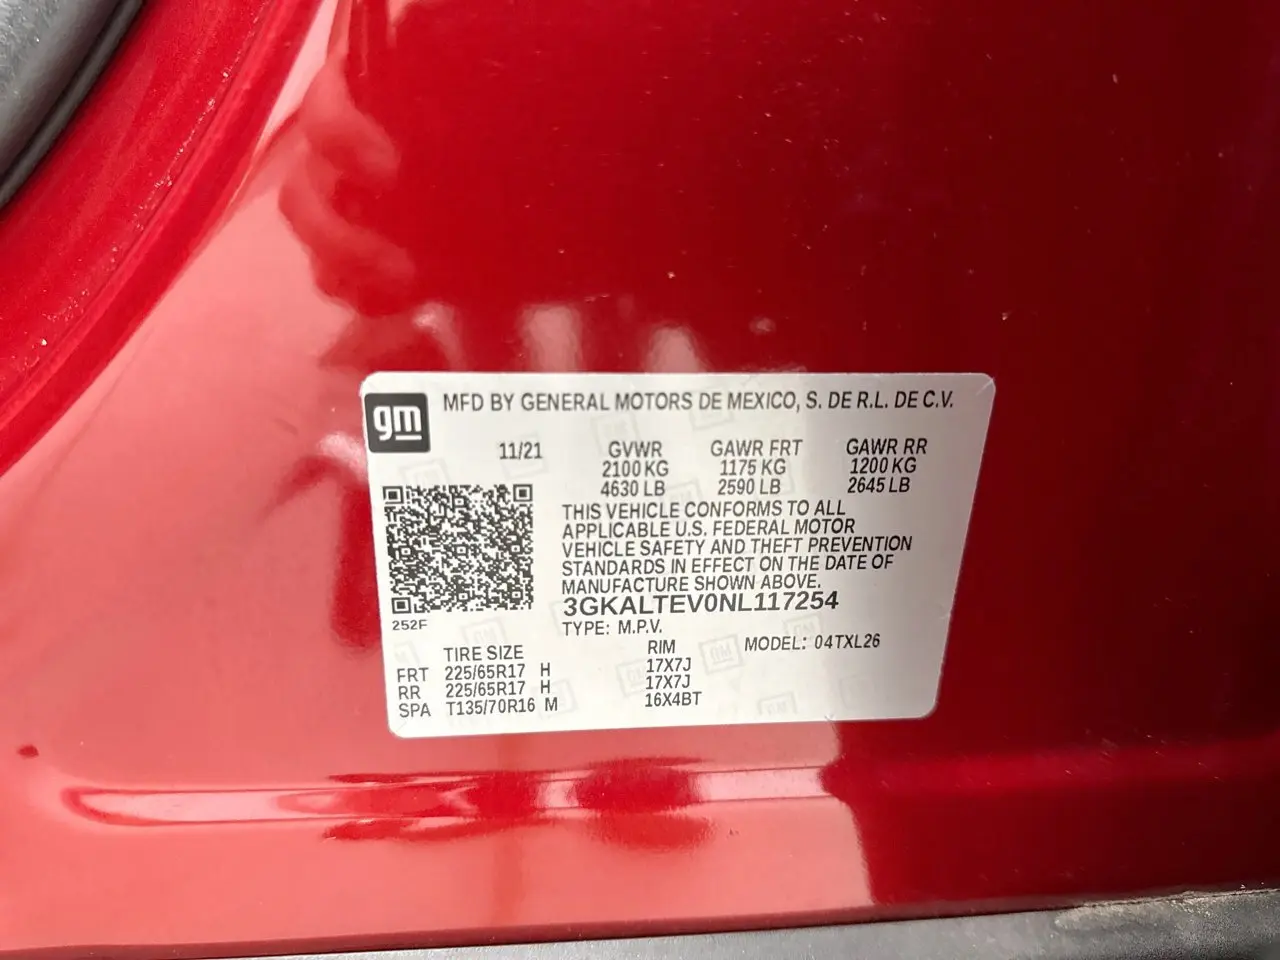 gm
MFD BY GENERAL MOTORS DE MEXICO, S. DE R.L. DE C.V.
11/21 GVWR GAWR FRT GAWR RR
2100 KG 1175 KG 1200 KG
4630 LB 2590 LB 2645 LB
THIS VEHICLE CONFORMS TO ALL
APPLICABLE U.S. FEDERAL MOTOR
VEHICLE SAFETY AND THEFT PREVENTION
STANDARDS IN EFFECT ON THE DATE OF
MANUFACTURE SHOWN ABOVE.
3GKALTEV0NL117254
252F
TYPE: M.P.V.
MODEL: 04TXL26
TIRE SIZE RIM
FRT 225/65R17 H 17X7J
RR 225/65R17 H 17X7J
SPA T135/70R16 M 16X4BT